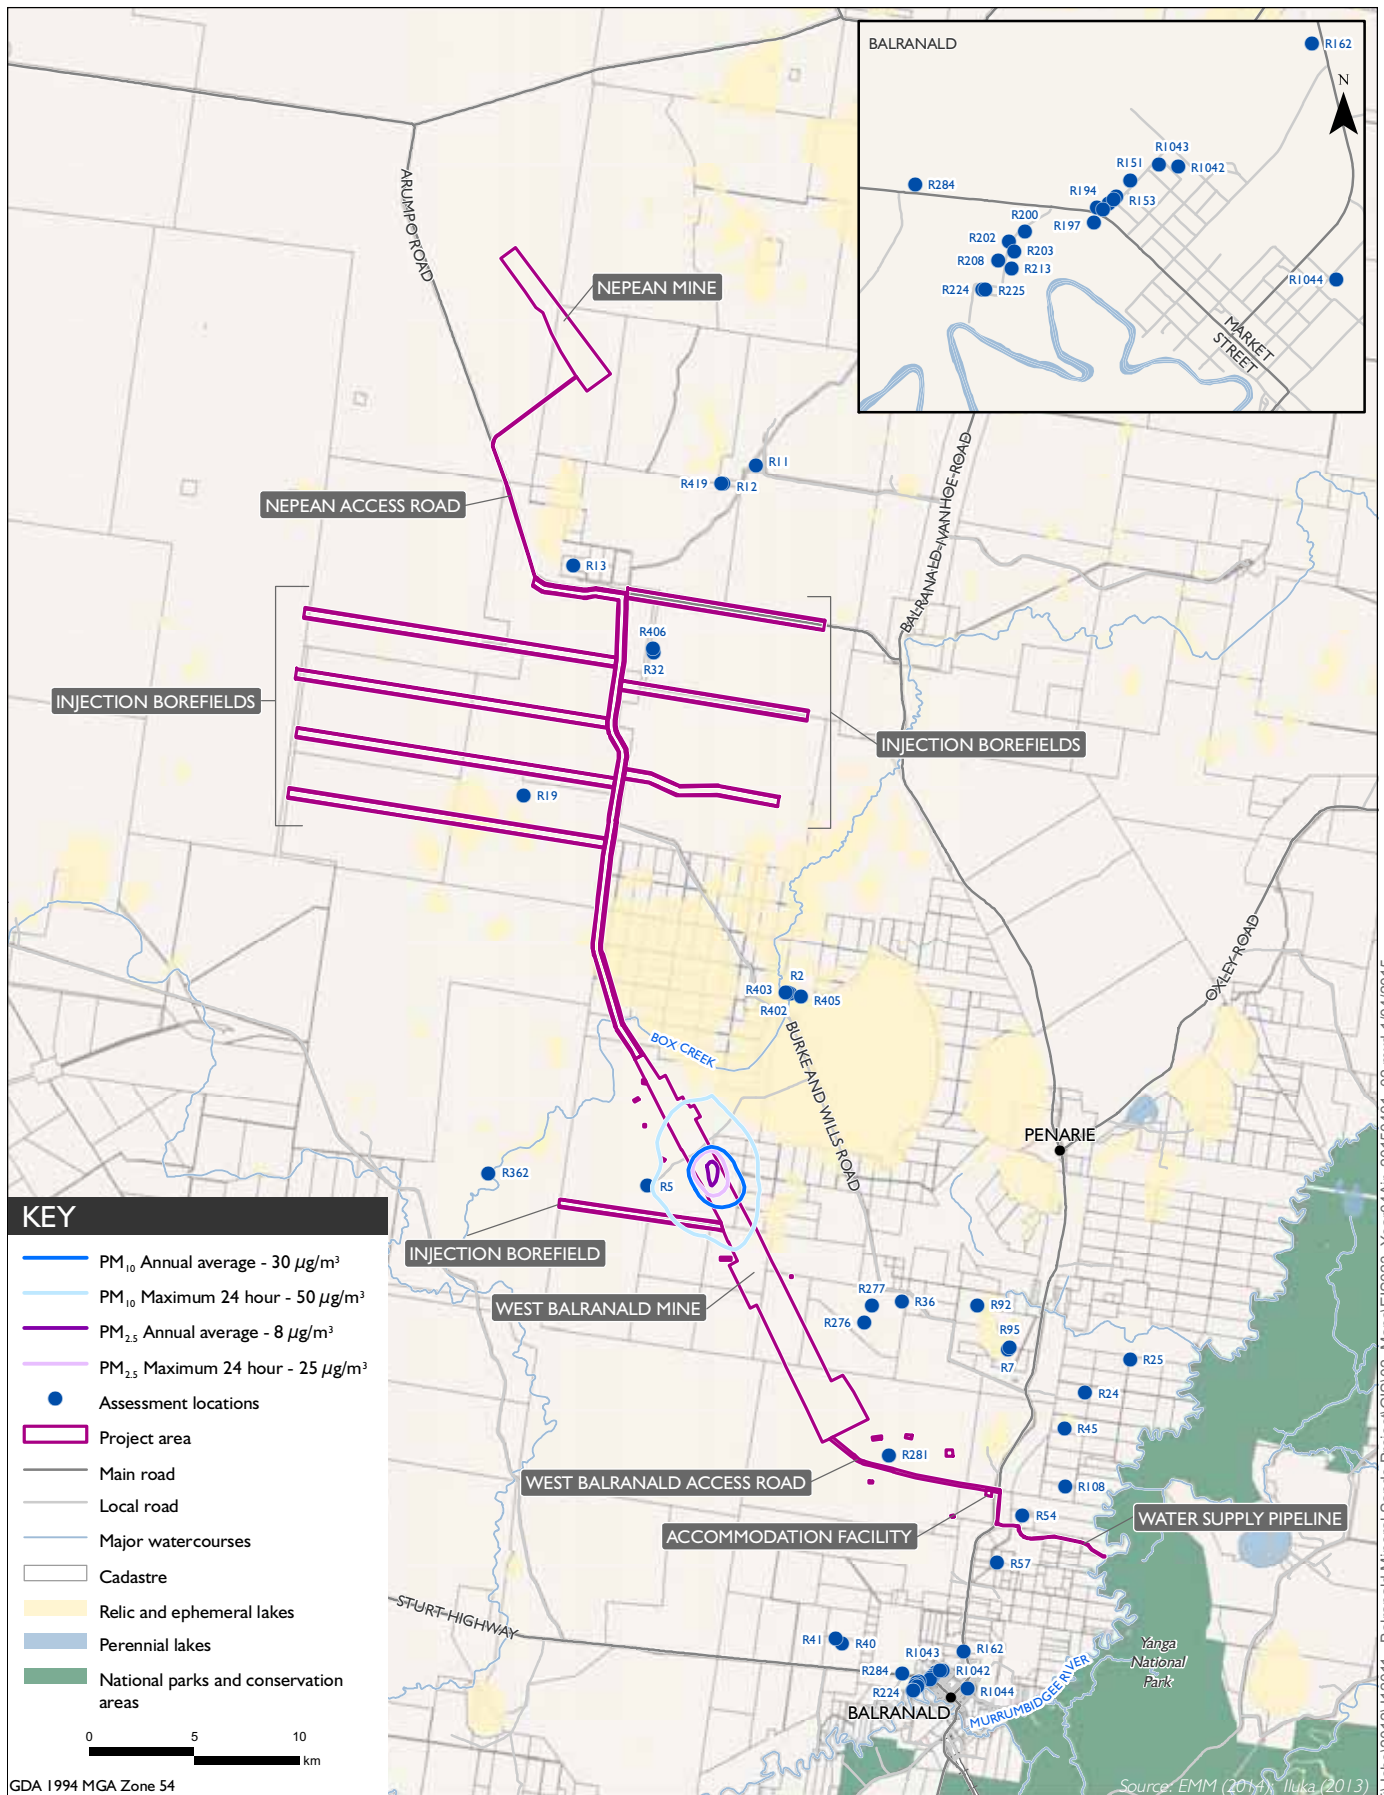 BALRANALD
R162
N
R1043
R151
R1042
R284
R194
R153
R200
R197
R202
R203
R208
R213
R224
R225
R1044
MARKET
STREET
ARUMPO ROAD
NEPEAN MINE
BALRANALD-IVANHOE-ROAD
R11
R419
R12
NEPEAN ACCESS ROAD
R13
R406
R32
INJECTION BOREFIELDS
INJECTION BOREFIELDS
R19
OXLEY-ROAD
R2
R403
R405
R402
BOX CREEK
BURKE AND WILLS ROAD
PENARIE
R362
R5
INJECTION BOREFIELD
WEST BALRANALD MINE
R277
R36
R92
R276
R95
R7
R25
R24
R45
R281
WEST BALRANALD ACCESS ROAD
R108
R54
WATER SUPPLY PIPELINE
ACCOMMODATION FACILITY
R57
STURT HIGHWAY
R41
R40
R1043
R162
R284
R1042
R224
R1044
BALRANALD
MURRUMBIDGEE RIVER
Yanga
National
Park
KEY
PM10 Annual average - 30 µg/m³
PM10 Maximum 24 hour - 50 µg/m³
PM2.5 Annual average - 8 µg/m³
PM2.5 Maximum 24 hour - 25 µg/m³
Assessment locations
Project area
Main road
Local road
Major watercourses
Cadastre
Relic and ephemeral lakes
Perennial lakes
National parks and conservation
areas
0 5 10
km
GDA 1994 MGA Zone 54
Source: EMM (2014); Iluka (2013)